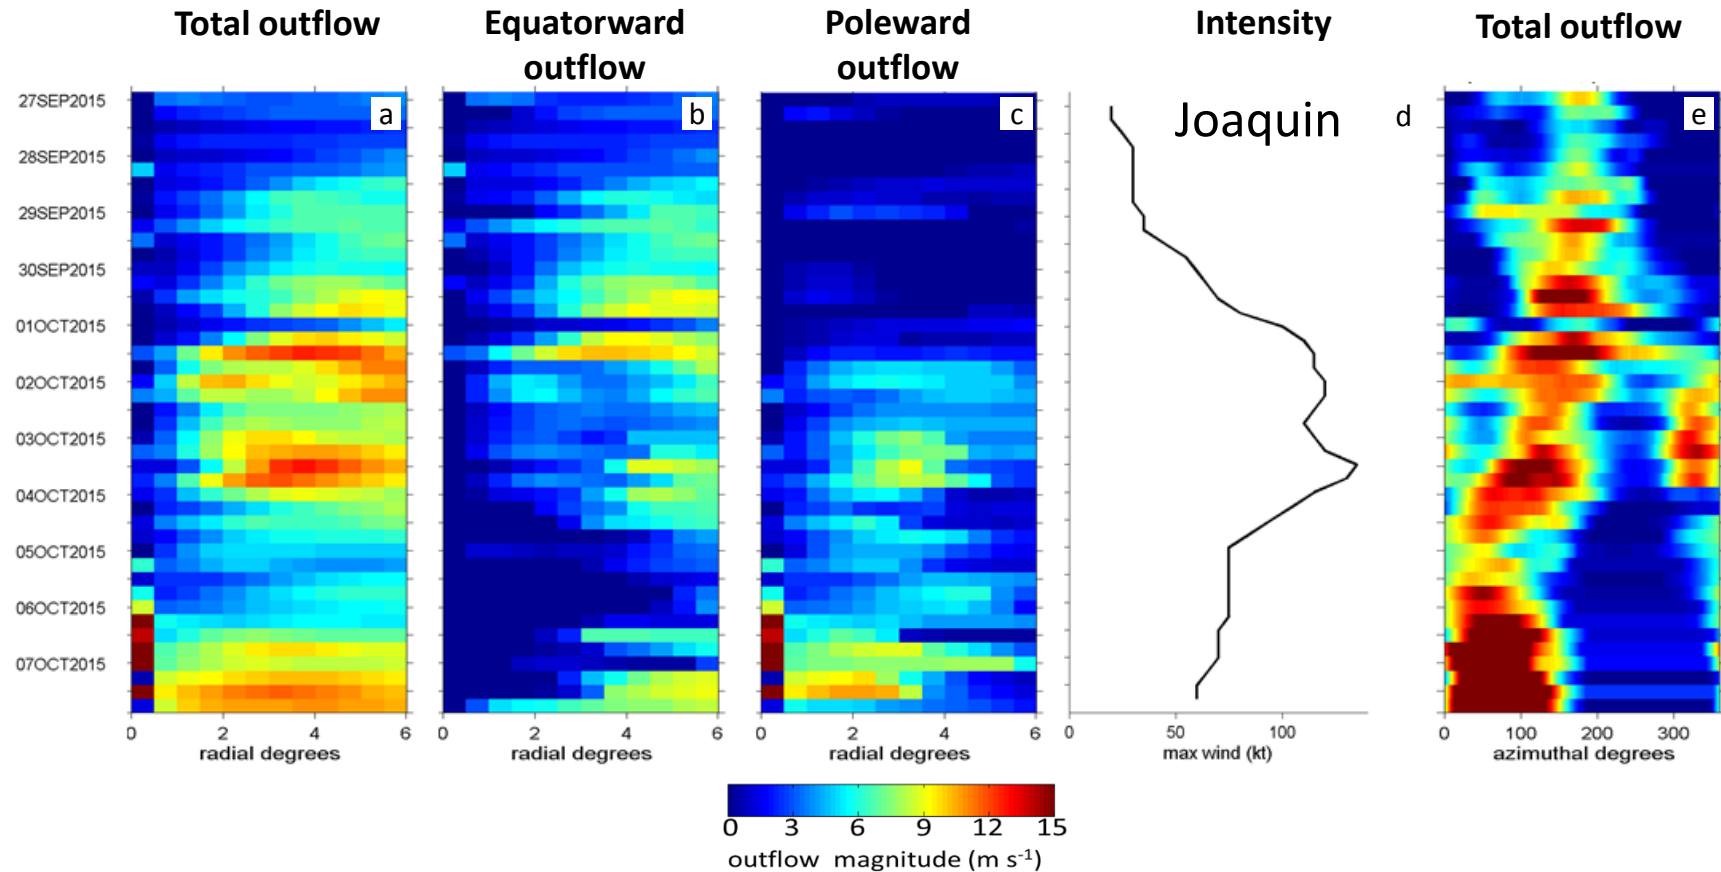 Total outflow
Equatorward
outflow
Poleward
outflow
Intensity
Total outflow
a
b
c
Joaquin
d
e
27SEP2015
28SEP2015
29SEP2015
30SEP2015
01OCT2015
02OCT2015
03OCT2015
04OCT2015
05OCT2015
06OCT2015
07OCT2015
0 2 4 6
radial degrees
0 2 4 6
radial degrees
0 2 4 6
radial degrees
0 50 100
max wind (kt)
0 100 200 300
azimuthal degrees
0 3 6 9 12 15
outflow magnitude (m s-1)